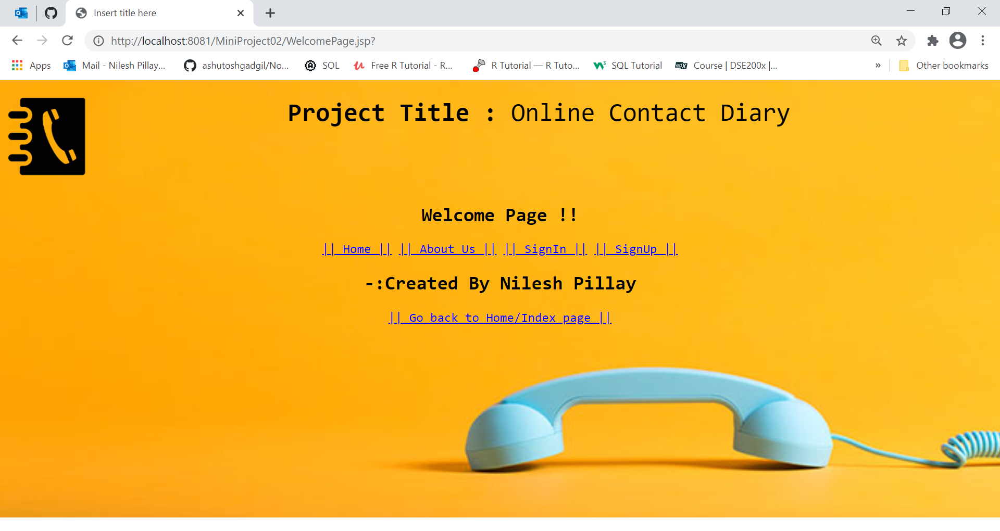 Insert title here
http://localhost:8081/MiniProject02/WelcomePage.jsp?
Apps Mail - Nilesh Pillay... ashutoshgadgil/No... SQL Free R Tutorial - R... R Tutorial — R Tuto... SQL Tutorial Course | DSE200x |... » Other bookmarks
Project Title : Online Contact Diary
Welcome Page !!
|| Home || || About Us || || SignIn || || SignUp ||
-:Created By Nilesh Pillay
|| Go back to Home/Index page ||